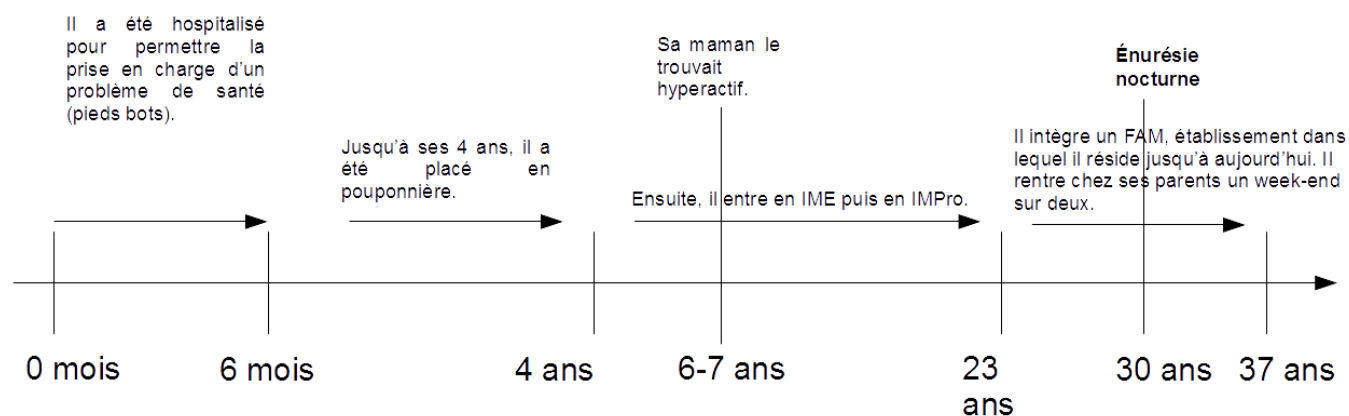 Il a été hospitalisé
pour permettre la
prise en charge d'un
problème de santé
(pieds bots).
Jusqu'à ses 4 ans, il a
été placé en
pouponnière.
Sa maman le
trouvait
hyperactif.
Ensuite, il entre en IME puis en IMPro.
Énurésie
nocturne
Il intègre un FAM, établissement dans
lequel il réside jusqu'à aujourd'hui. Il
rentre chez ses parents un week-end
sur deux.
0 mois
6 mois
4 ans
6-7 ans
23
ans
30 ans
37 ans